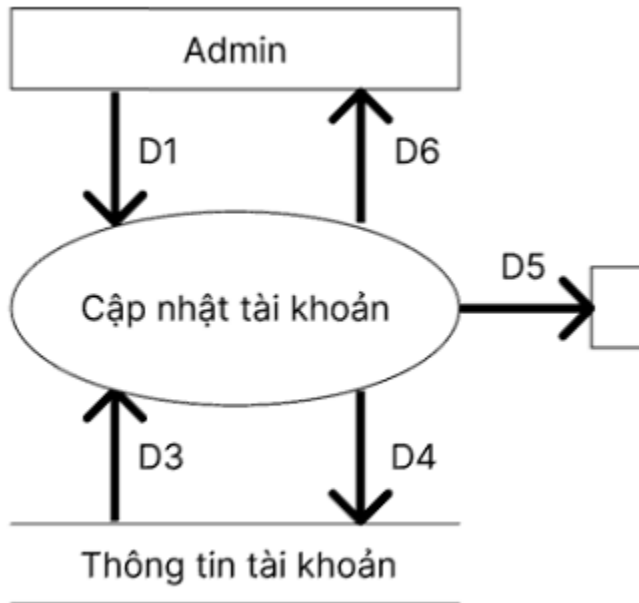 Admin
D1
D6
D5
Cập nhật tài khoản
D3
D4
Thông tin tài khoản